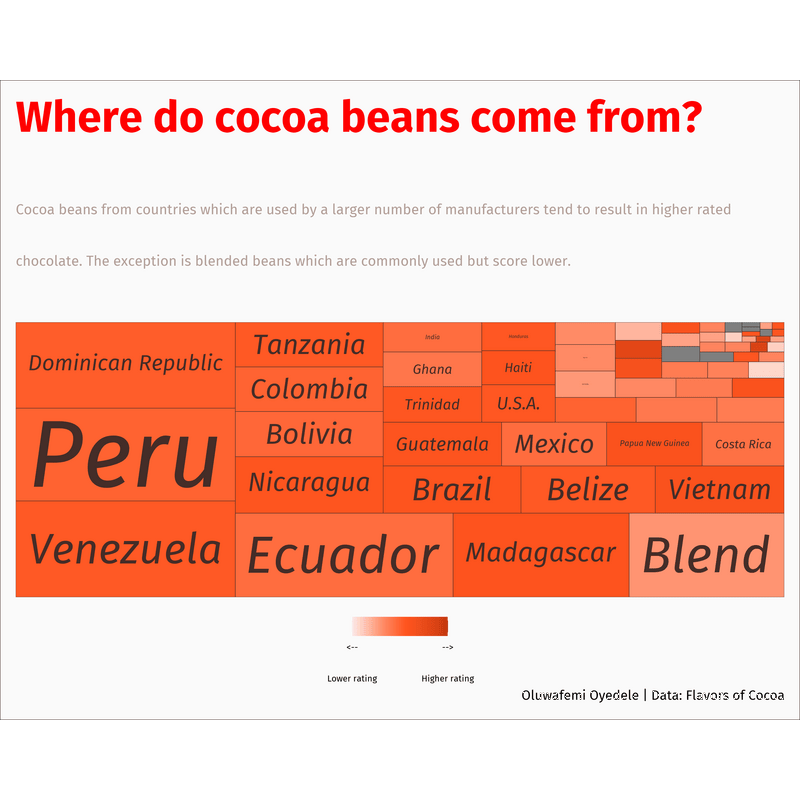 Where do cocoa beans come from?
Cocoa beans from countries which are used by a larger number of manufacturers tend to result in higher rated
chocolate. The exception is blended beans which are commonly used but score lower.
Dominican Republic
Peru
Venezuela
Tanzania
Colombia
Bolivia
Nicaragua
Ecuador
India
Ghana
Trinidad
Haiti
U.S.A.
Guatemala
Mexico
Papua New Guinea
Costa Rica
Brazil
Belize
Vietnam
Madagascar
Blend
<--
-->
Lower rating
Higher rating
Oluwafemi Oyedele | Data: Flavors of Cocoa